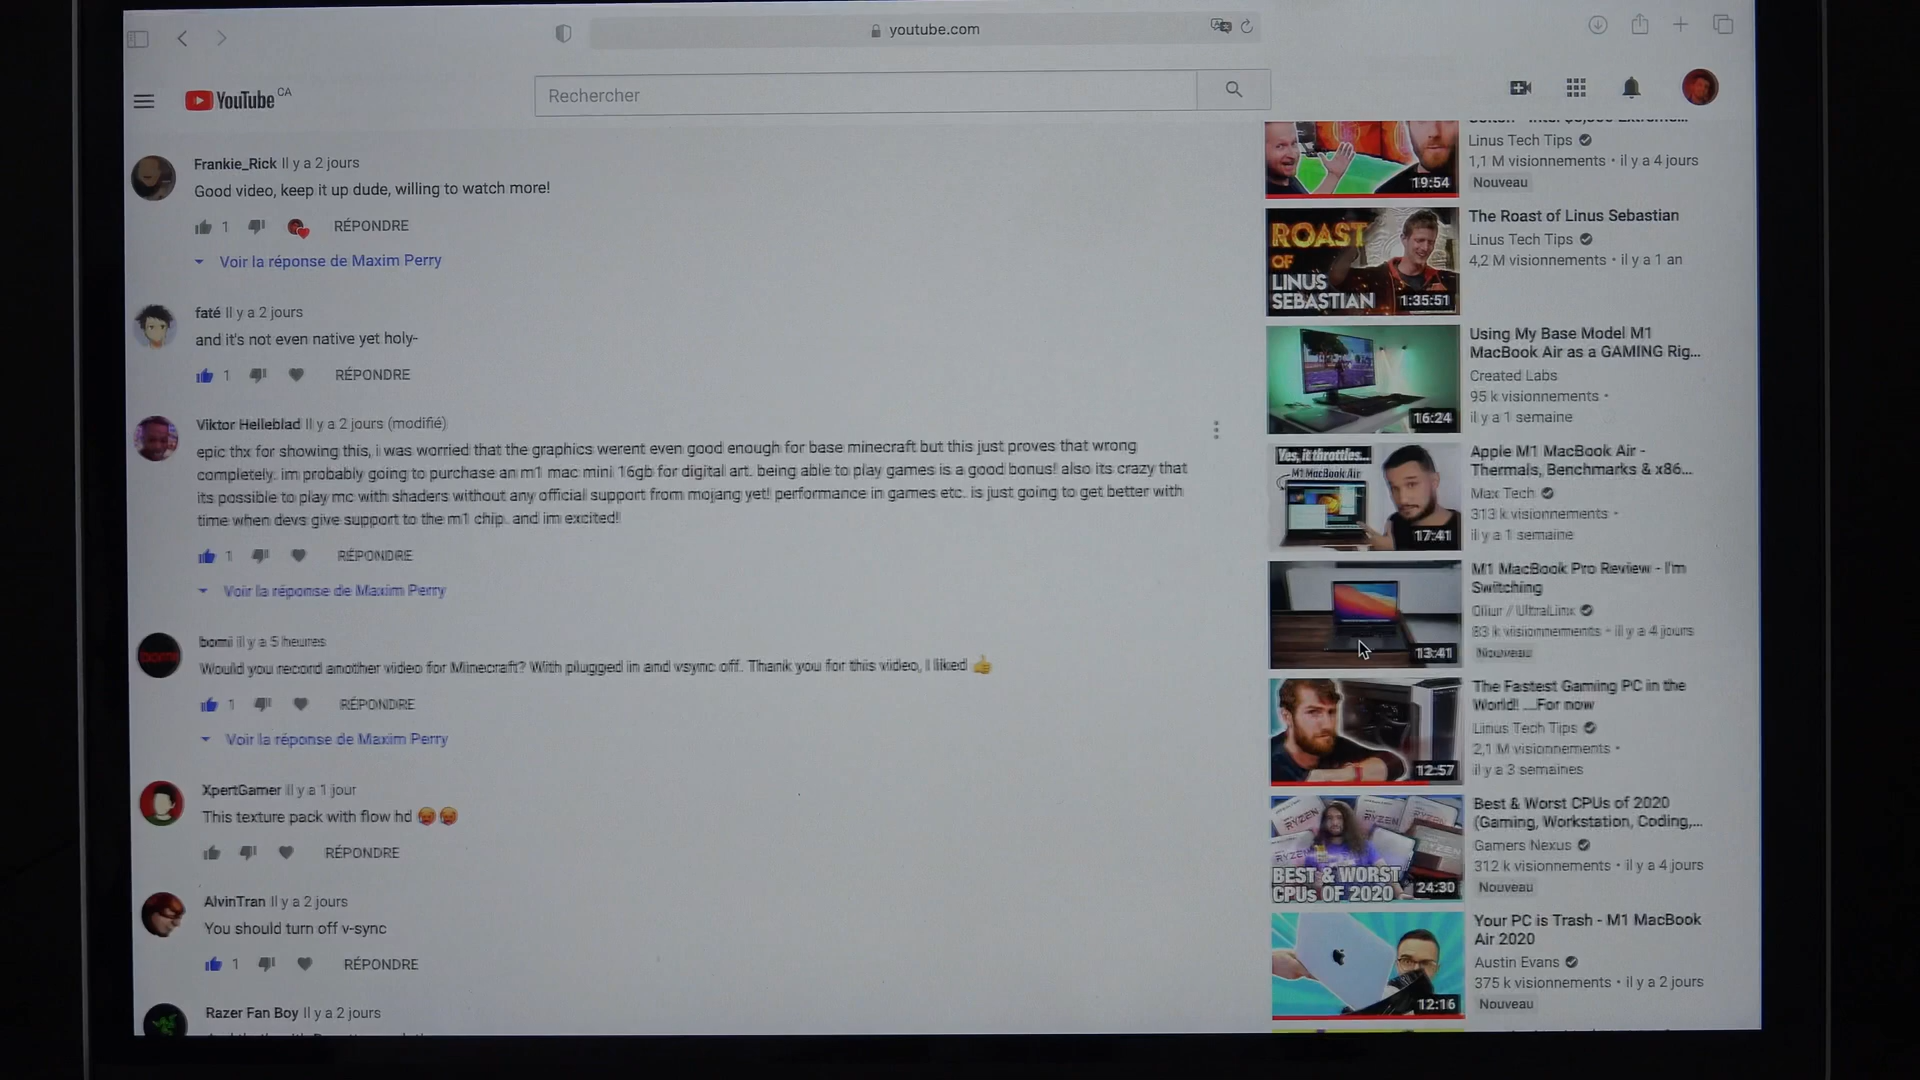 youtube.com
YouTube CA
Rechercher
Frankie_Rick Il y a 2 jours
Good video, keep it up dude, willing to watch more!
1 RÉPONDRE
Voir la réponse de Maxim Perry
faté Il y a 2 jours
and it's not even native yet holy-
1 RÉPONDRE
Viktor Helleblad Il y a 2 jours (modifié)
epic thx for showing this, i was worried that the graphics werent even good enough for base minecraft but this just proves that wrong
completely. im probably going to purchase an m1 mac mini 16gb for digital art. being able to play games is a good bonus! also its crazy that
its possible to play mc with shaders without any official support from mojang yet! performance in games etc. is just going to get better with
time when devs give support to the m1 chip. and im excited!
1 RÉPONDRE
Voir la réponse de Maxim Perry
bomi il y a 5 heures
Would you record another video for Minecraft? With plugged in and vsync off. Thank you for this video, I liked 👍
1 RÉPONDRE
Voir la réponse de Maxim Perry
XpertGamer il y a 1 jour
This texture pack with flow hd
RÉPONDRE
AlvinTran Il y a 2 jours
You should turn off v-sync
1 RÉPONDRE
Razer Fan Boy Il y a 2 jours
19:54
Linus Tech Tips
1,1 M visionnements • il y a 4 jours
Nouveau
ROAST
OF
LINUS
SEBASTIAN
1:35:51
The Roast of Linus Sebastian
Linus Tech Tips
4,2 M visionnements • il y a 1 an
16:24
Using My Base Model M1
MacBook Air as a GAMING Rig...
Created Labs
95 k visionnements •
il y a 1 semaine
Yes, it throttles...
M1 MacBook Air
17:41
Apple M1 MacBook Air -
Thermals, Benchmarks & x86...
Max Tech
313 k visionnements •
il y a 1 semaine
13:41
M1 MacBook Pro Review - I'm
Switching
Oliur / UltraLinx
83 k visionnements • il y a 4 jours
Nouveau
12:57
The Fastest Gaming PC in the
World! ...For now
Linus Tech Tips
2,1 M visionnements •
il y a 3 semaines
RYZEN
RYZEN
RYZEN
RYZEN
BEST & WORST
CPUs OF 2020
24:30
Best & Worst CPUs of 2020
(Gaming, Workstation, Coding,...
Gamers Nexus
312 k visionnements • il y a 4 jours
Nouveau
12:16
Your PC is Trash - M1 MacBook
Air 2020
Austin Evans
375 k visionnements • il y a 2 jours
Nouveau